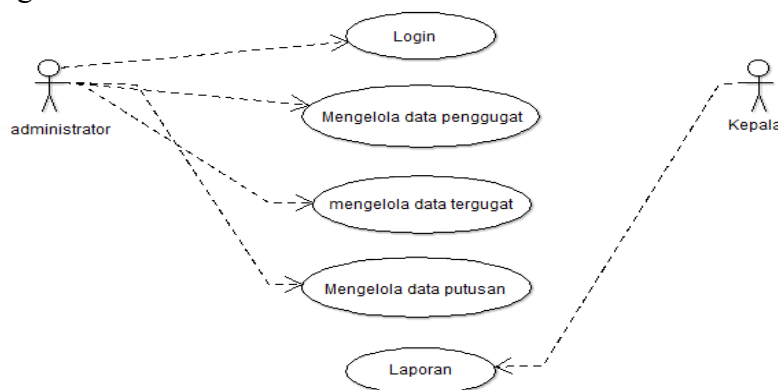 Login
administrator
Mengelola data penggugat
Kepala
mengelola data tergugat
Mengelola data putusan
Laporan